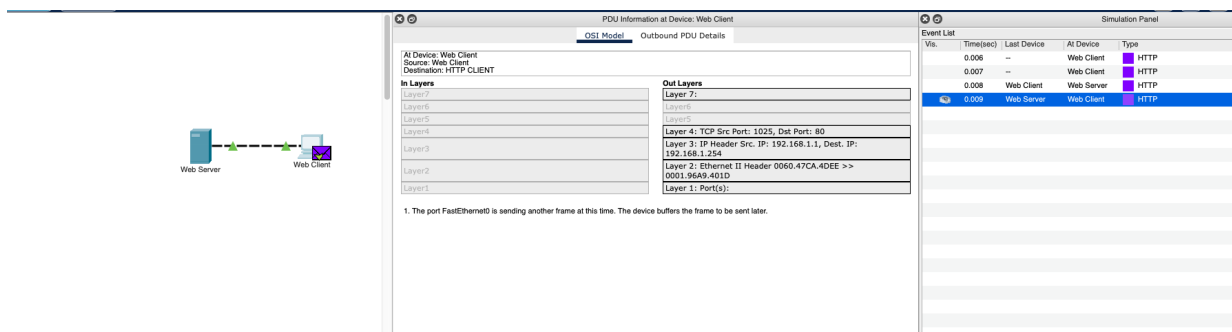 Web Server
Web Client
PDU Information at Device: Web Client
OSI Model Outbound PDU Details
At Device: Web Client
Source: Web Client
Destination: HTTP CLIENT
In Layers
Layer7
Layer6
Layer5
Layer4
Layer3
Layer2
Layer1
Out Layers
Layer 7:
Layer6
Layer5
Layer 4: TCP Src Port: 1025, Dst Port: 80
Layer 3: IP Header Src. IP: 192.168.1.1, Dest. IP:
192.168.1.254
Layer 2: Ethernet II Header 0060.47CA.4DEE >>
0001.96A9.401D
Layer 1: Port(s):
1. The port FastEthernet0 is sending another frame at this time. The device buffers the frame to be sent later.
Simulation Panel
Event List
Vis. Time(sec) Last Device At Device Type
0.006 -- Web Client HTTP
0.007 -- Web Client HTTP
0.008 Web Client Web Server HTTP
0.009 Web Server Web Client HTTP